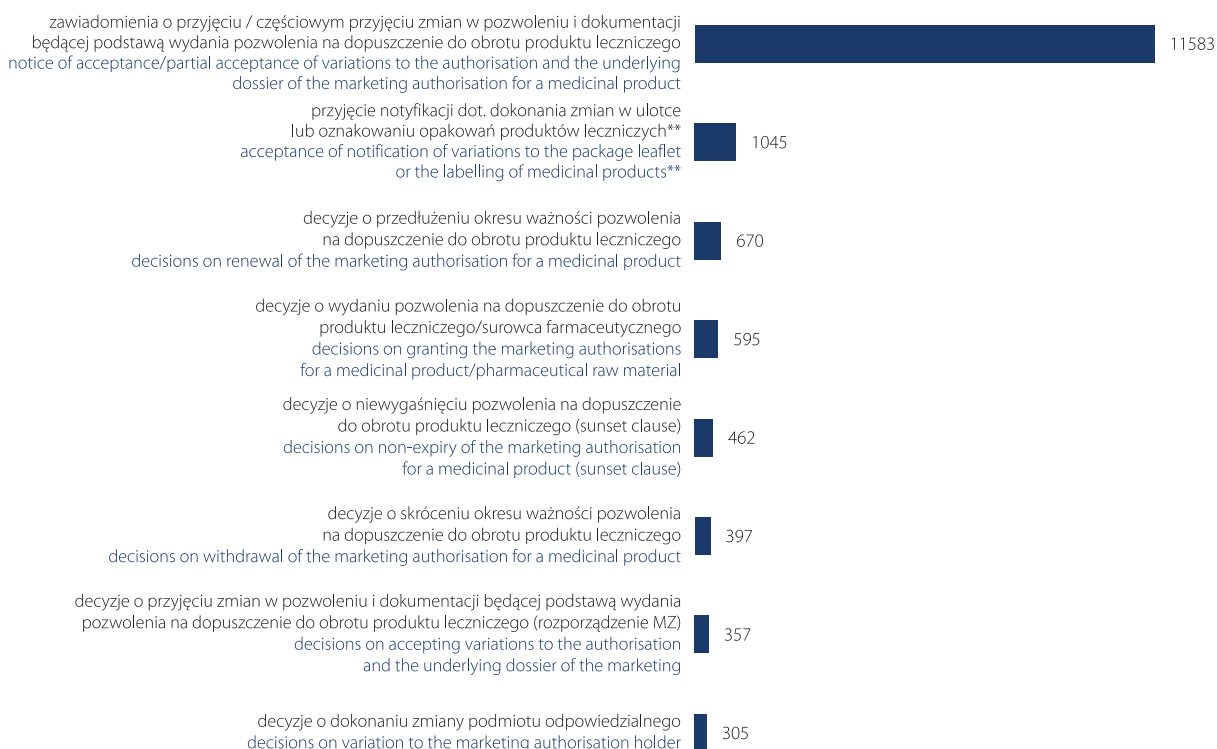 zawiadomienia o przyjęciu / częściowym przyjęciu zmian w pozwoleniu i dokumentacji
będącej podstawą wydania pozwolenia na dopuszczenie do obrotu produktu leczniczego
notice of acceptance/partial acceptance of variations to the authorisation and the underlying
dossier of the marketing authorisation for a medicinal product
11583
przyjęcie notyfikacji dot. dokonania zmian w ulotce
lub oznakowaniu opakowań produktów leczniczych**
acceptance of notification of variations to the package leaflet
or the labelling of medicinal products**
1045
decyzje o przedłużeniu okresu ważności pozwolenia
na dopuszczenie do obrotu produktu leczniczego
decisions on renewal of the marketing authorisation for a medicinal product
670
decyzje o wydaniu pozwolenia na dopuszczenie do obrotu
produktu leczniczego/surowca farmaceutycznego
decisions on granting the marketing authorisations
for a medicinal product/pharmaceutical raw material
595
decyzje o niewygaśnięciu pozwolenia na dopuszczenie
do obrotu produktu leczniczego (sunset clause)
decisions on non-expiry of the marketing authorisation
for a medicinal product (sunset clause)
462
decyzje o skróceniu okresu ważności pozwolenia
na dopuszczenie do obrotu produktu leczniczego
decisions on withdrawal of the marketing authorisation for a medicinal product
397
decyzje o przyjęciu zmian w pozwoleniu i dokumentacji będącej podstawą wydania
pozwolenia na dopuszczenie do obrotu produktu leczniczego (rozporządzenie MZ)
decisions on accepting variations to the authorisation
and the underlying dossier of the marketing
357
decyzje o dokonaniu zmiany podmiotu odpowiedzialnego
decisions on variation to the marketing authorisation holder
305